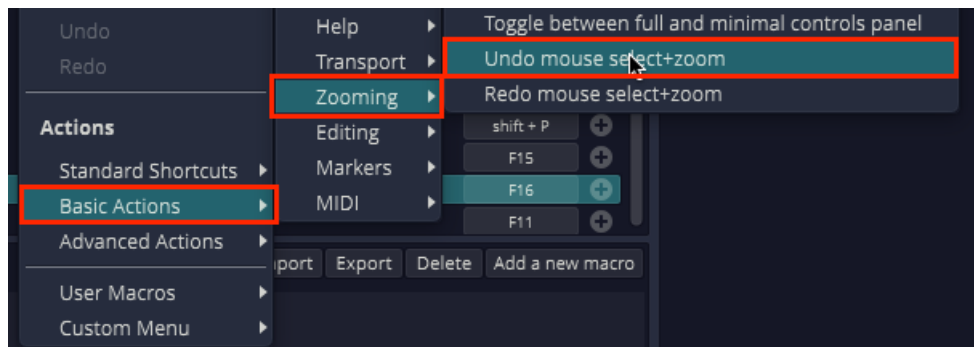 Undo
Redo
Actions
Standard Shortcuts
Basic Actions
Advanced Actions
User Macros
Custom Menu
Help
Transport
Zooming
Editing
Markers
MIDI
Toggle between full and minimal controls panel
Undo mouse select+zoom
Redo mouse select+zoom
shift + P
F15
F16
F11
Export
Delete
Add a new macro